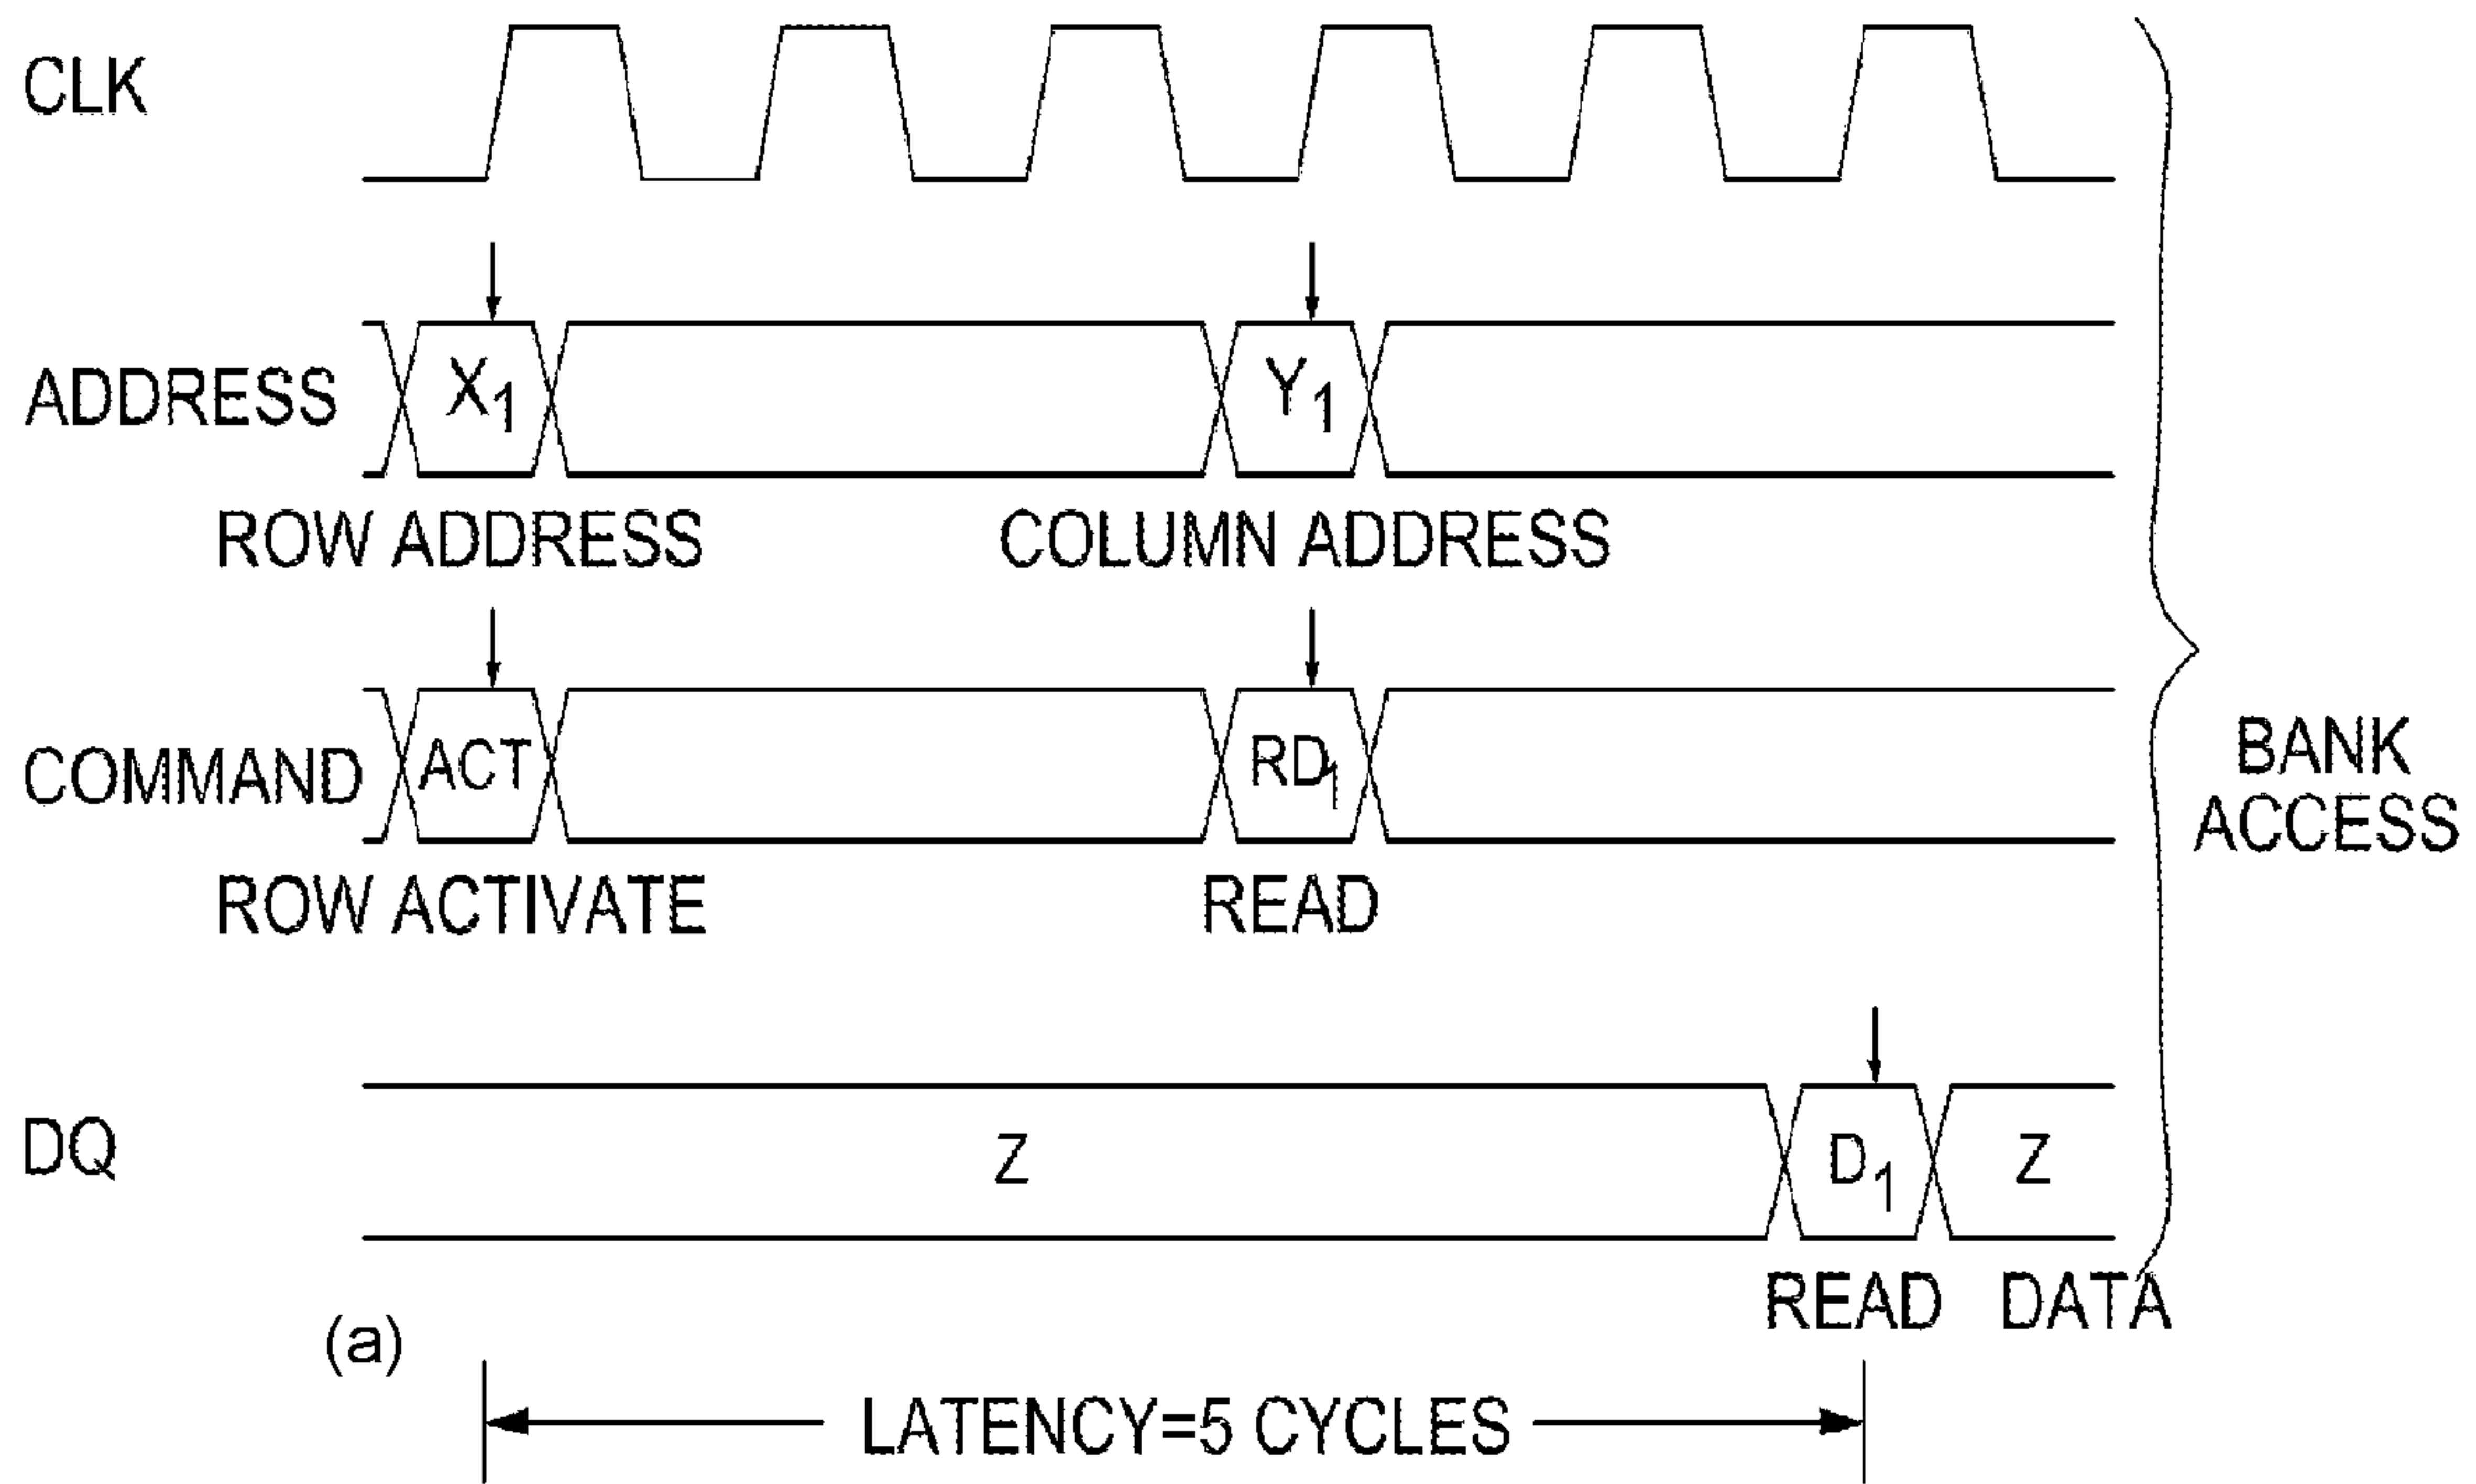 CLK
ADDRESS X1 Y1
ROW ADDRESS COLUMN ADDRESS
COMMAND ACT RD1
BANK
ACCESS
ROW ACTIVATE READ
DQ Z D1 Z
READ DATA
(a)
LATENCY=5 CYCLES